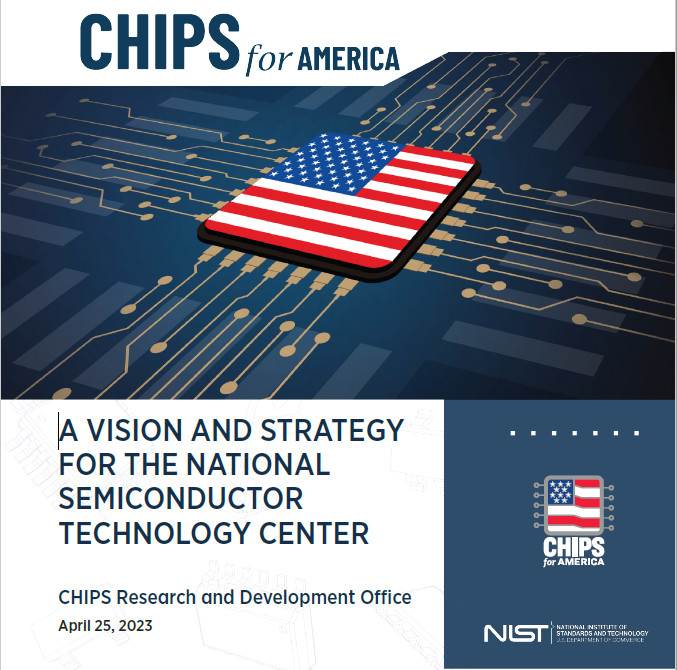 CHIPS for AMERICA
A VISION AND STRATEGY
FOR THE NATIONAL
SEMICONDUCTOR
TECHNOLOGY CENTER
CHIPS Research and Development Office
April 25, 2023
CHIPS
for AMERICA
NIST
NATIONAL INSTITUTE OF
STANDARDS AND TECHNOLOGY
U.S. DEPARTMENT OF COMMERCE